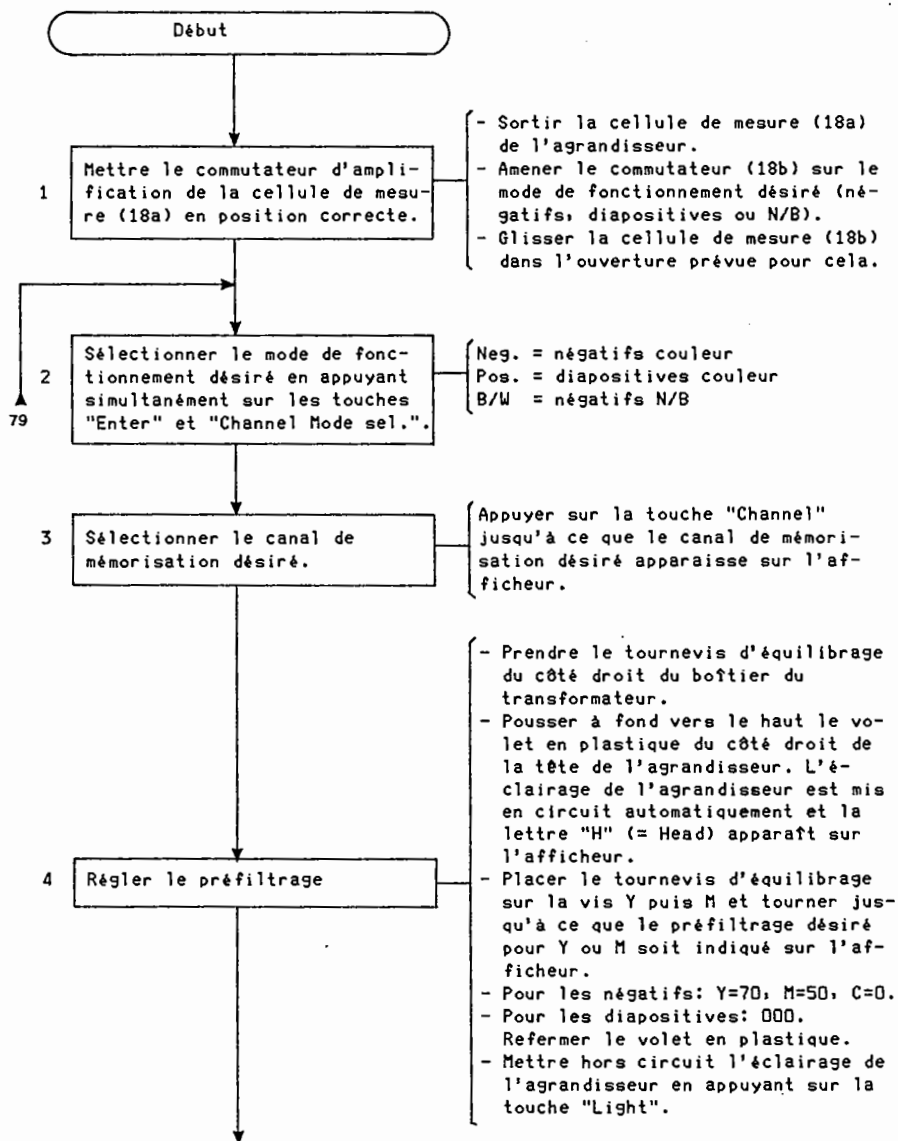 Début
1
Mettre le commutateur d'ampli-
fication de la cellule de mesu-
re (18a) en position correcte.
- Sortir la cellule de mesure (18a)
de l'agrandisseur.
- Amener le commutateur (18b) sur le
mode de fonctionnement désiré (né-
gatifs, diapositives ou N/B).
- Glisser la cellule de mesure (18b)
dans l'ouverture prévue pour cela.
79
2
Sélectionner le mode de fonc-
tionnement désiré en appuyant
simultanément sur les touches
"Enter" et "Channel Mode sel.".
Neg. = négatifs couleur
Pos. = diapositives couleur
B/W = négatifs N/B
3
Sélectionner le canal de
mémorisation désiré.
Appuyer sur la touche "Channel"
jusqu'à ce que le canal de mémori-
sation désiré apparaisse sur l'af-
ficheur.
4
Régler le préfiltrage
- Prendre le tournevis d'équilibrage
du côté droit du boîtier du
transformateur.
- Pousser à fond vers le haut le vo-
let en plastique du côté droit de
la tête de l'agrandisseur. L'é-
clairage de l'agrandisseur est mis
en circuit automatiquement et la
lettre "H" (= Head) apparaît sur
l'afficheur.
- Placer le tournevis d'équilibrage
sur la vis Y puis M et tourner jus-
qu'à ce que le préfiltrage désiré
pour Y ou M soit indiqué sur l'af-
ficheur.
- Pour les négatifs: Y=70, M=50, C=0.
- Pour les diapositives: 000.
Refermer le volet en plastique.
- Mettre hors circuit l'éclairage de
l'agrandisseur en appuyant sur la
touche "Light".